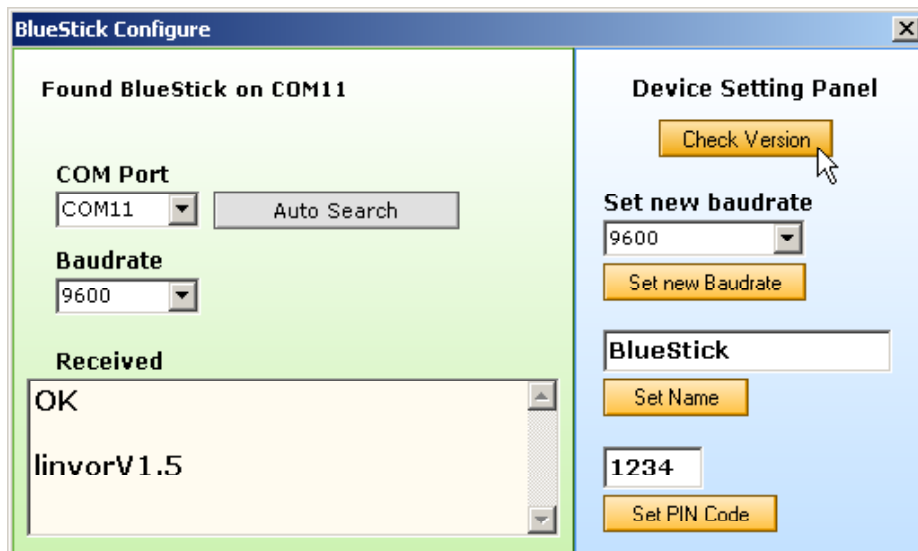 BlueStick Configure
Found BlueStick on COM11
COM Port
COM11
Auto Search
Baudrate
9600
Received
OK
linvorV1.5
Device Setting Panel
Check Version
Set new baudrate
9600
Set new Baudrate
BlueStick
Set Name
1234
Set PIN Code